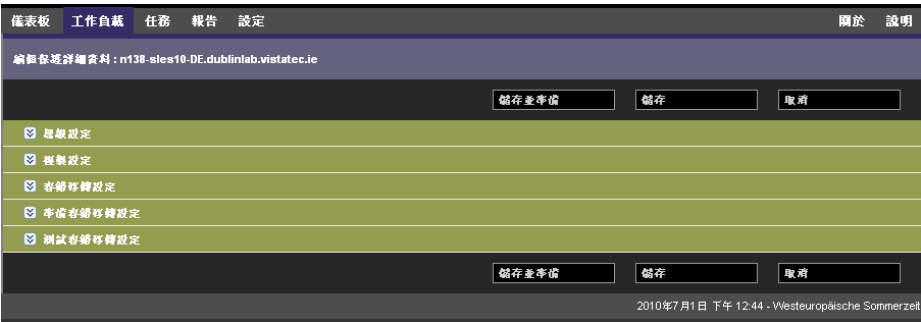 儀表板 工作負載 任務 報告 設定 關於 說明
編輯保護詳細資料 : n138-sles10-DE.dublinlab.vistatec.ie
儲存並準備 儲存 取消
層級設定
複製設定
容錯移轉設定
準備容錯移轉設定
測試容錯移轉設定
儲存並準備 儲存 取消
2010年7月1日 下午 12:44 - Westeuropäische Sommerzeit